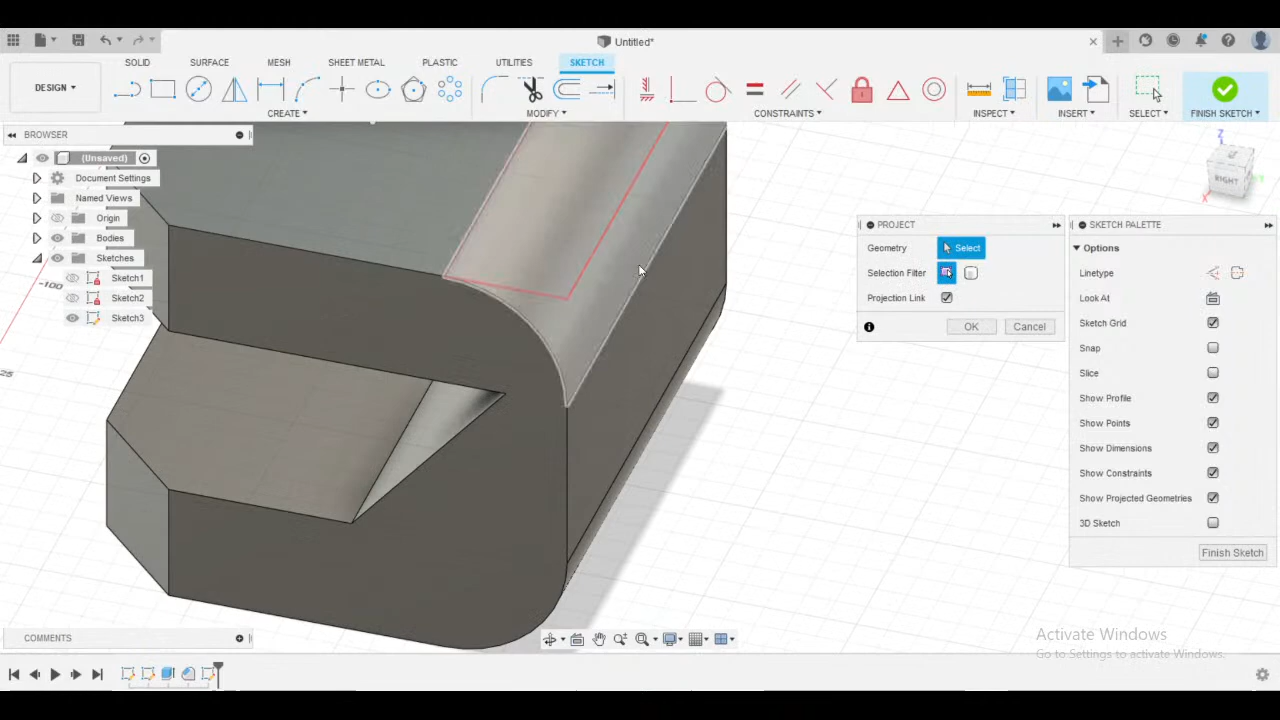 Untitled*
DESIGN
SOLID SURFACE MESH SHEET METAL PLASTIC UTILITIES SKETCH
CREATE MODIFY CONSTRAINTS INSPECT INSERT SELECT FINISH SKETCH
BROWSER
(Unsaved)
Document Settings
Named Views
Origin
Bodies
Sketches
Sketch1
Sketch2
Sketch3
-100
25
Z
RIGHT
X
Y
PROJECT
Geometry Select
Selection Filter
Projection Link
OK Cancel
SKETCH PALETTE
Options
Linetype
Look At
Sketch Grid
Snap
Slice
Show Profile
Show Points
Show Dimensions
Show Constraints
Show Projected Geometries
3D Sketch
Finish Sketch
COMMENTS
Activate Windows
Go to Settings to activate Windows.